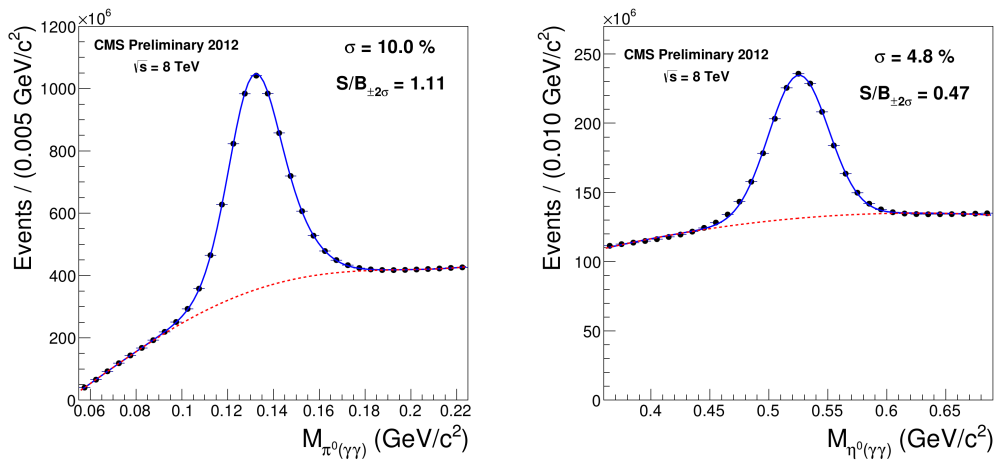 ×10⁶
1200
1000
800
600
400
200
0
Events / (0.005 GeV/c²)
CMS Preliminary 2012
√s = 8 TeV
σ = 10.0 %
S/B±2σ = 1.11
0.06 0.08 0.1 0.12 0.14 0.16 0.18 0.2 0.22
Mπ⁰(γγ) (GeV/c²)
×10⁶
250
200
150
100
50
0
Events / (0.010 GeV/c²)
CMS Preliminary 2012
√s = 8 TeV
σ = 4.8 %
S/B±2σ = 0.47
0.4 0.45 0.5 0.55 0.6 0.65
Mη⁰(γγ) (GeV/c²)